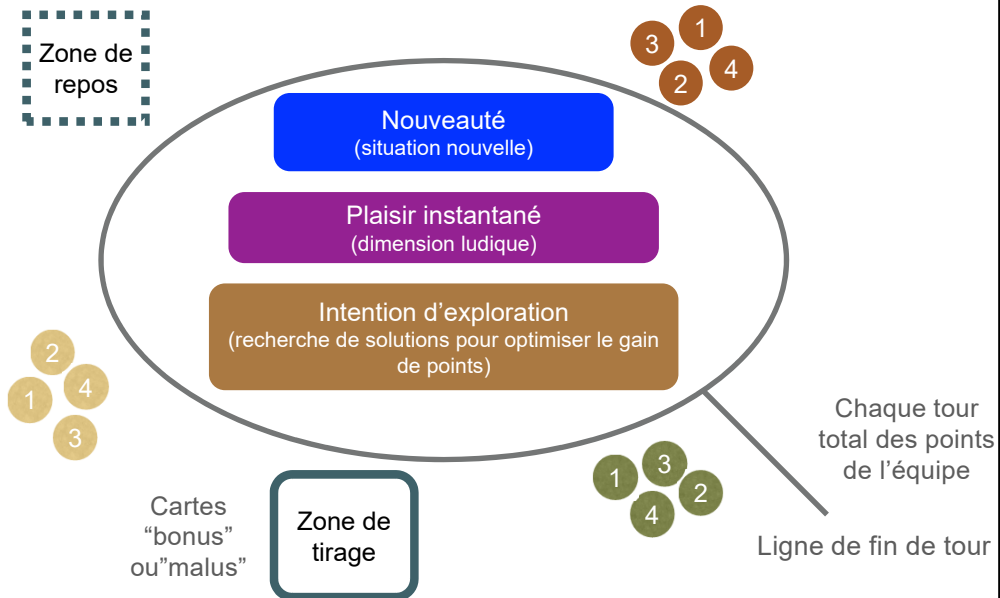 Zone de
repos
3
1
2
4
Nouveauté
(situation nouvelle)
Plaisir instantané
(dimension ludique)
Intention d’exploration
(recherche de solutions pour optimiser le gain
de points)
2
1
4
3
Chaque tour
total des points
de l’équipe
1
3
2
4
Cartes
“bonus”
ou”malus”
Zone de
tirage
Ligne de fin de tour